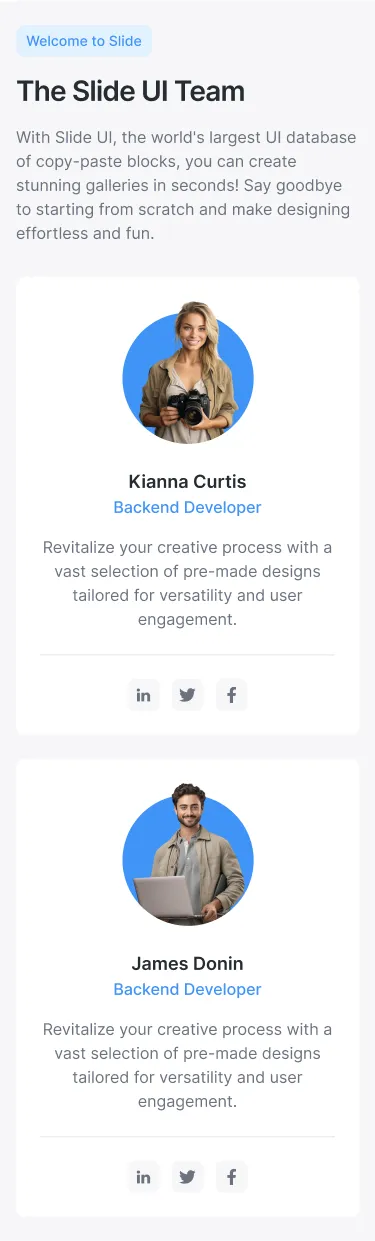 Welcome to Slide
The Slide UI Team
With Slide UI, the world's largest UI database
of copy-paste blocks, you can create
stunning galleries in seconds! Say goodbye
to starting from scratch and make designing
effortless and fun.
Kianna Curtis
Backend Developer
Revitalize your creative process with a
vast selection of pre-made designs
tailored for versatility and user
engagement.
in
f
James Donin
Backend Developer
Revitalize your creative process with a
vast selection of pre-made designs
tailored for versatility and user
engagement.
in
f